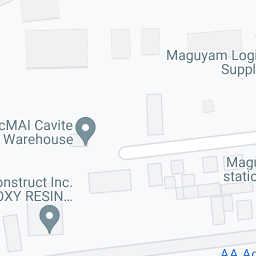 Maguyam Logi
Suppl
cMAI Cavite
Warehouse
Magu
station
onstruct Inc.
OXY RESIN...
AA Ac